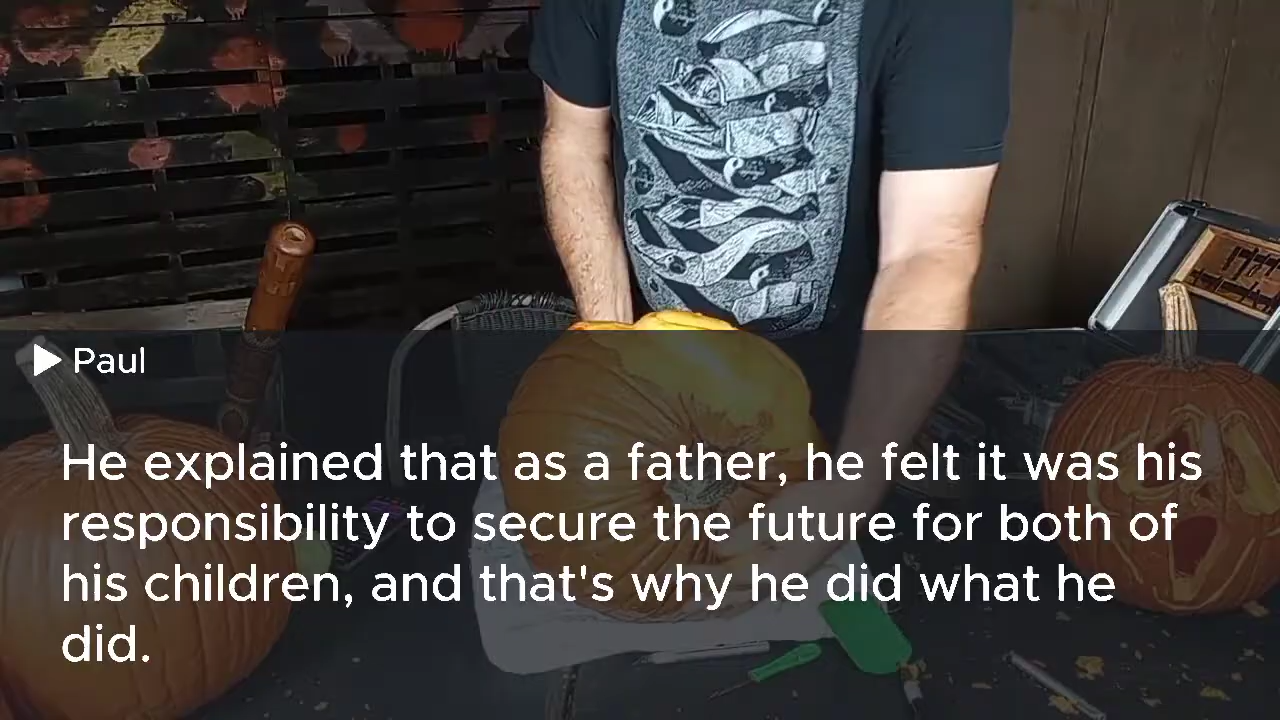 Paul
He explained that as a father, he felt it was his
responsibility to secure the future for both of
his children, and that's why he did what he
did.